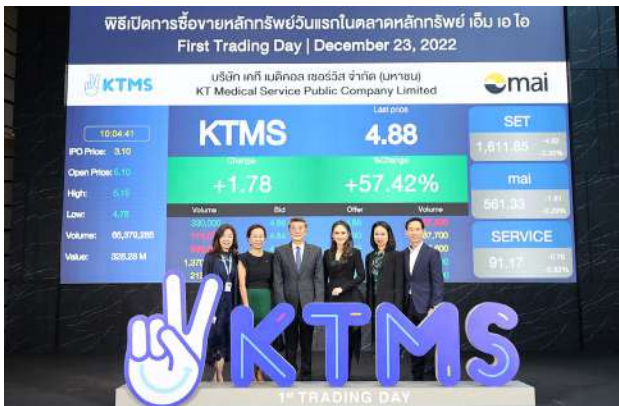 พิธีเปิดการซื้อขายหลักทรัพย์วันแรกในตลาดหลักทรัพย์ เอ็ม เอ ไอ
First Trading Day | December 23, 2022
KTMS
บริษัท เคที เมดิคอล เซอร์วิส จำกัด (มหาชน)
KT Medical Service Public Company Limited
mai
10:04:41
IPO Price: 3.10
Open Price: 5.10
High: 5.15
Low: 4.78
Volume:
Value: 328.28 M
KTMS
Last price
4.88
Change
+1.78
%Change
+57.42%
Volume Bid Offer Volume
SET
1,611.85
mai
561.33
SERVICE
91.17
KTMS
1st TRADING DAY